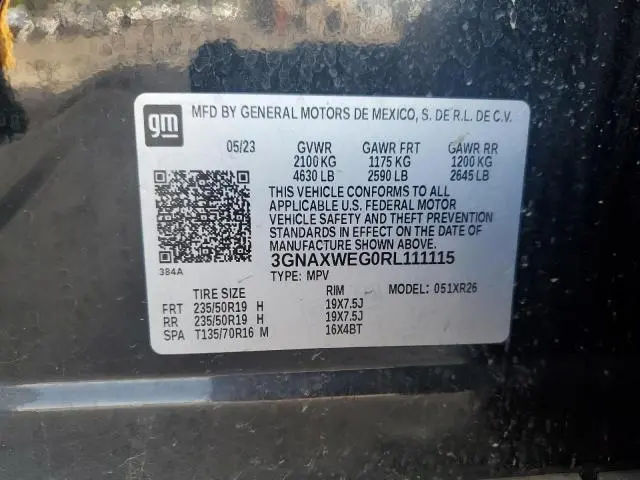 gm
MFD BY GENERAL MOTORS DE MEXICO, S. DE R.L. DE C.V.
05/23 GVWR GAWR FRT GAWR RR
2100 KG 1175 KG 1200 KG
4630 LB 2590 LB 2645 LB
THIS VEHICLE CONFORMS TO ALL
APPLICABLE U.S. FEDERAL MOTOR
VEHICLE SAFETY AND THEFT PREVENTION
STANDARDS IN EFFECT ON THE DATE OF
MANUFACTURE SHOWN ABOVE.
3GNAXWEG0RL111115
384A
TYPE: MPV MODEL: 051XR26
TIRE SIZE RIM
FRT 235/50R19 H 19X7.5J
RR 235/50R19 H 19X7.5J
SPA T135/70R16 M 16X4BT